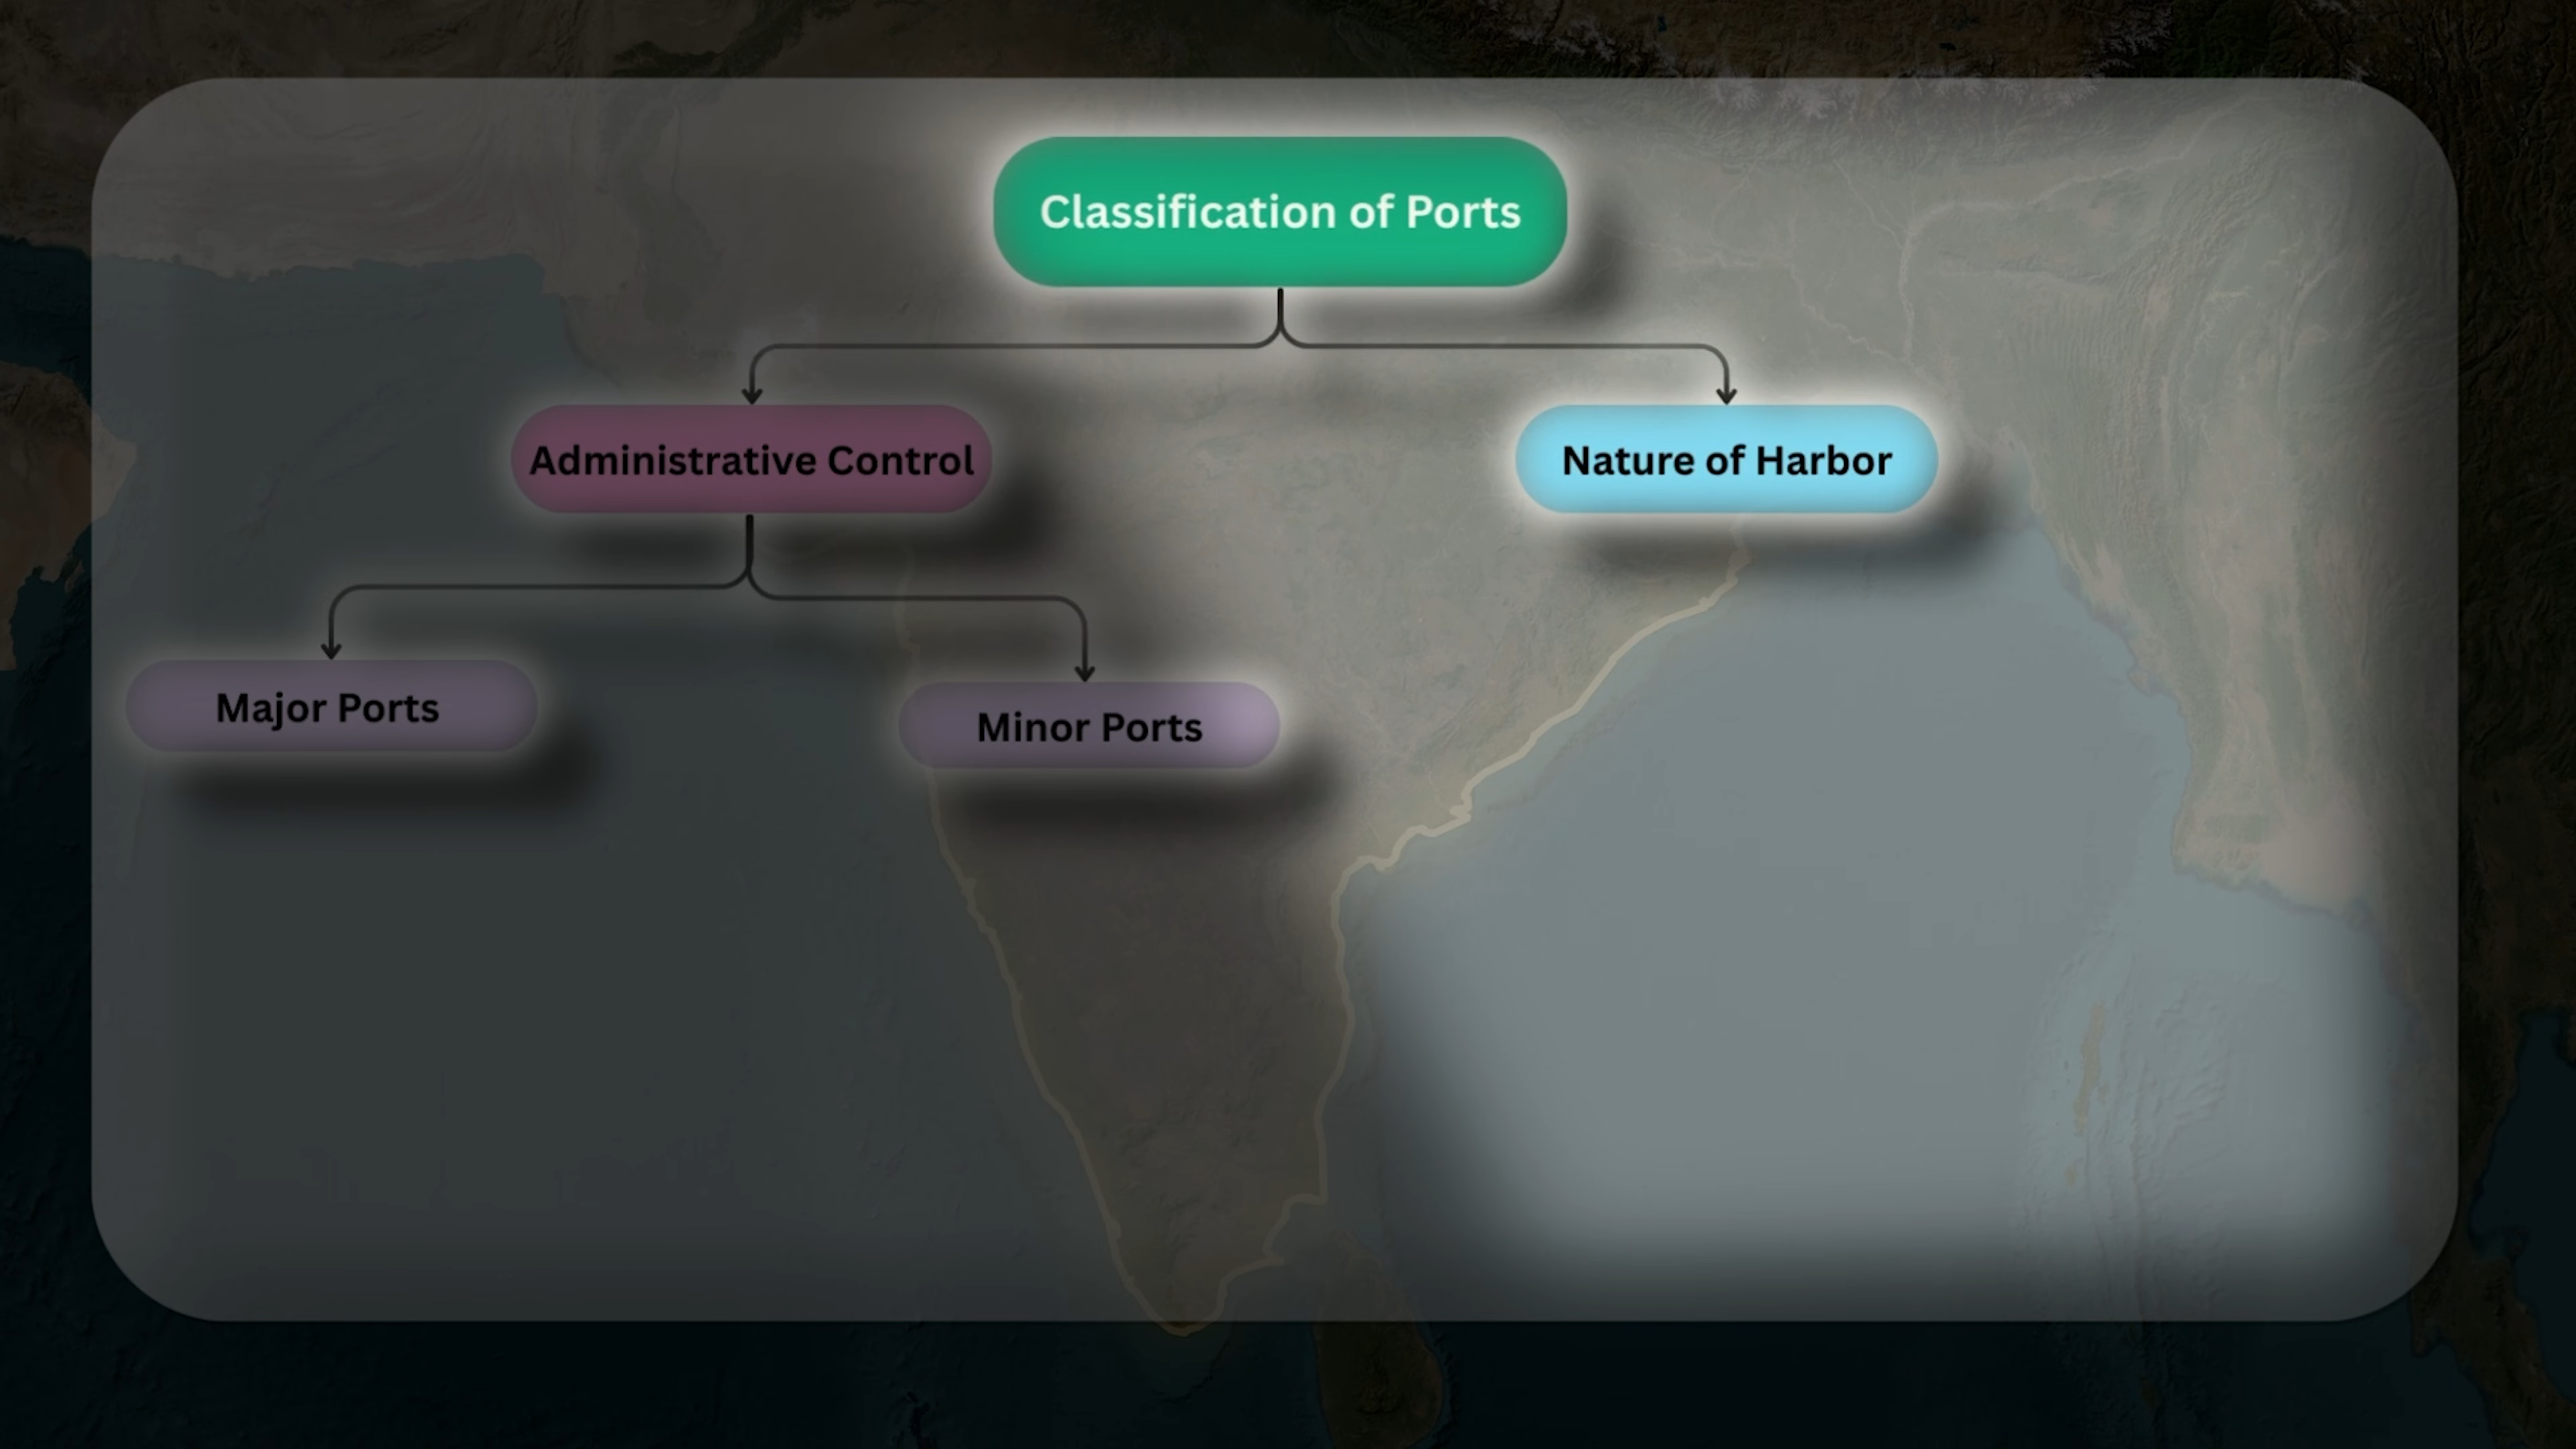 Classification of Ports
Administrative Control
Nature of Harbor
Major Ports
Minor Ports